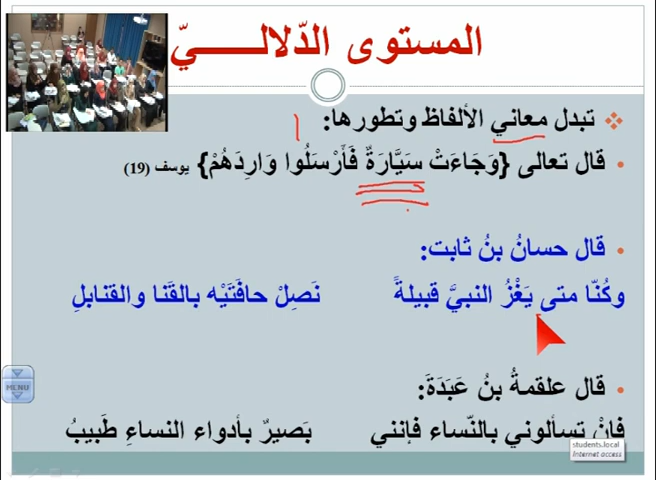 المستوى الدّلالـــــيّ
تبدل معاني الألفاظ وتطورها:
قال تعالى {وَجَاءَتْ سَيَّارَةٌ فَأَرْسَلُوا وَارِدَهُمْ} يوسف (19)
قال حسانُ بنُ ثابت:
وكُنّا متى يَغْزُ النبيَّ قبيلةً نَصِلْ حافَتَيْه بالقَنا والقنابلِ
قال علقمةُ بنُ عَبَدَةَ:
فإنْ تسألوني بالنّساء فإنني بَصيرٌ بأدواء النساءِ طَبيبُ
MENU
students.local
Internet access